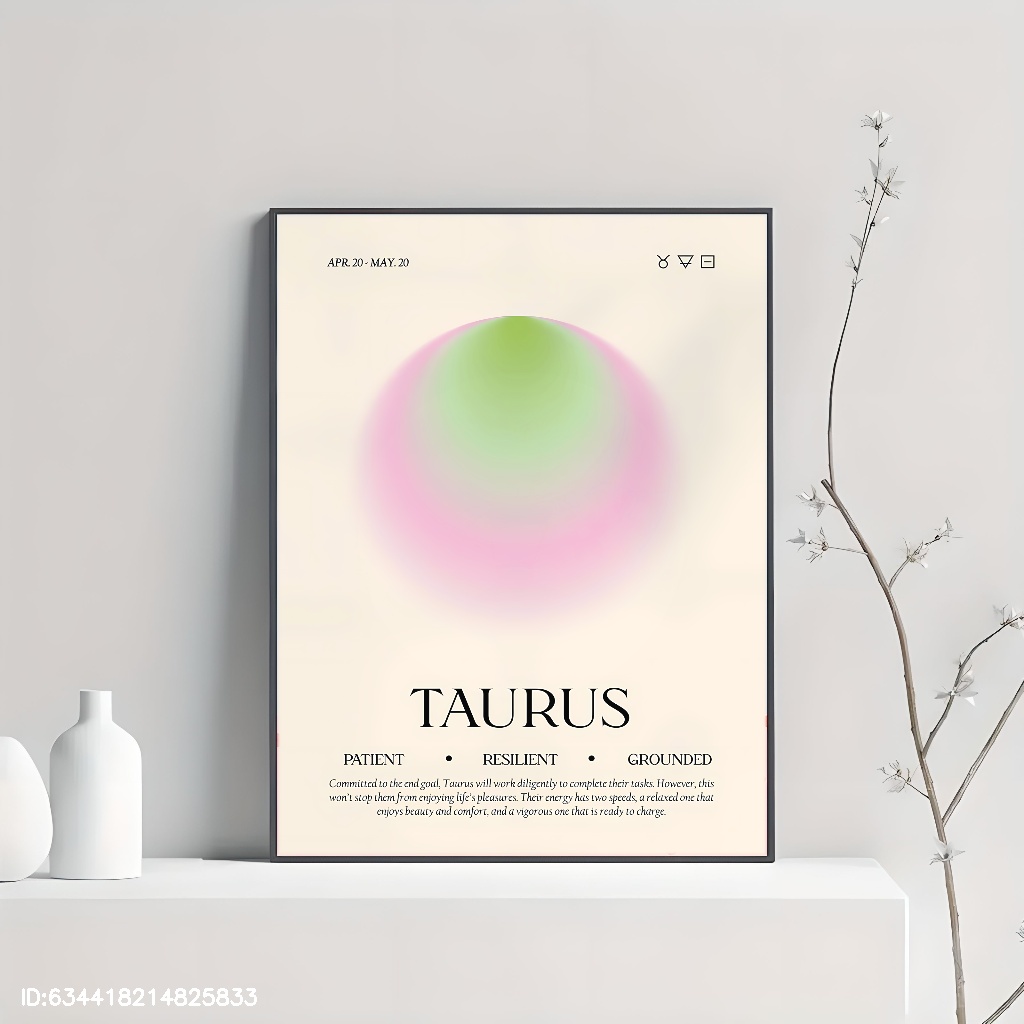 APR. 20 - MAY. 20
TAURUS
PATIENT • RESILIENT • GROUNDED
Committed to the end goal, Taurus will work diligently to complete their tasks. However, this
won't stop them from enjoying life's pleasures. Their energy has two speeds, a relaxed one that
enjoys beauty and comfort, and a vigorous one that is ready to charge.
ID:634418214825833